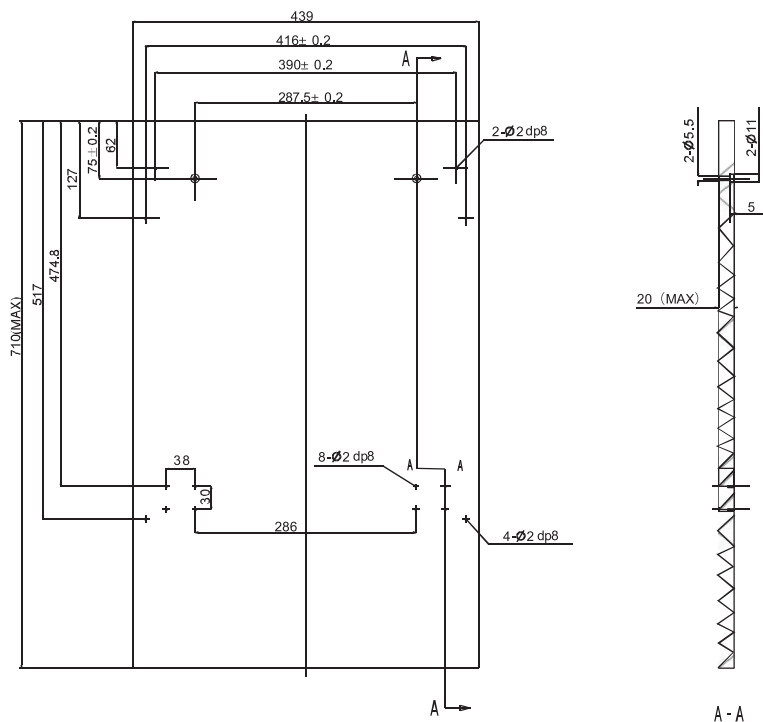 439
416± 0.2
A
390± 0.2
287.5± 0.2
2-Ø2 dp8
62
75±0.2
127
474.8
517
710(MAX)
2-Ø5.5
2-Ø11
5
20 (MAX)
38
8-Ø2 dp8
A
A
30
286
4-Ø2 dp8
A
A - A